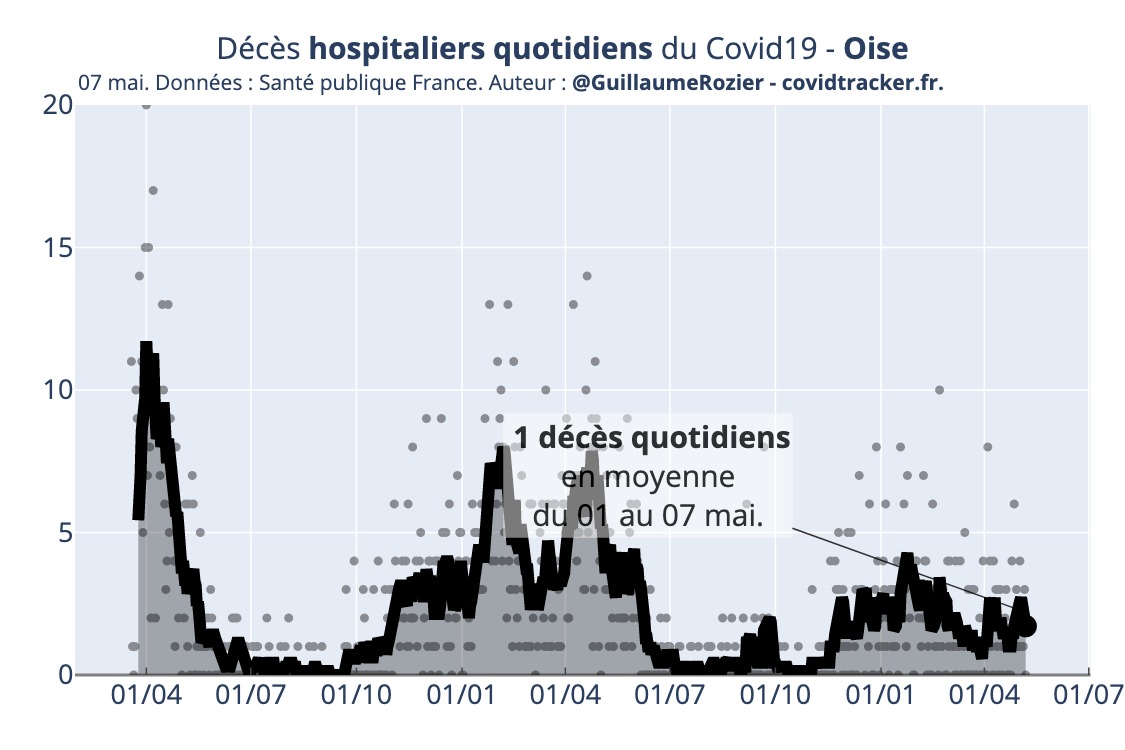 Décès hospitaliers quotidiens du Covid19 - Oise
07 mai. Données : Santé publique France. Auteur : @GuillaumeRozier - covidtracker.fr.
20
15
10
1 décès quotidiens
en moyenne
du 01 au 07 mai.
5
0
01/04 01/07 01/10 01/01 01/04 01/07 01/10 01/01 01/04 01/07